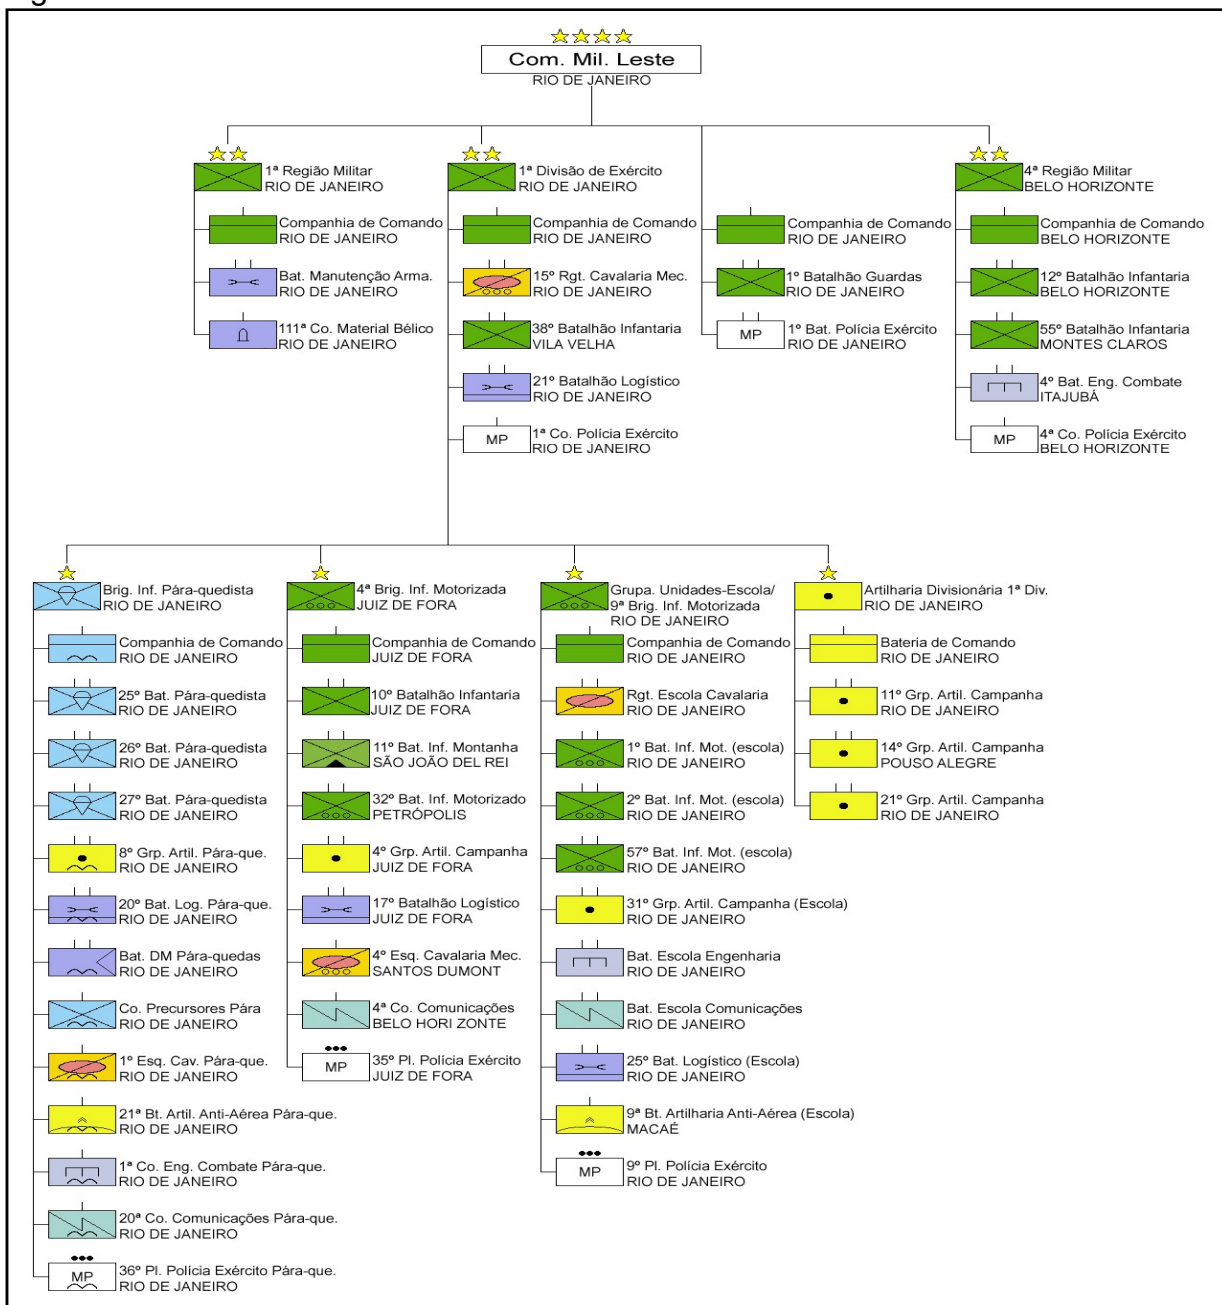 Com. Mil. Leste
RIO DE JANEIRO
1ª Região Militar
RIO DE JANEIRO
Companhia de Comando
RIO DE JANEIRO
Bat. Manutenção Arma.
RIO DE JANEIRO
111ª Co. Material Bélico
RIO DE JANEIRO
1ª Divisão de Exército
RIO DE JANEIRO
Companhia de Comando
RIO DE JANEIRO
15º Rgt. Cavalaria Mec.
RIO DE JANEIRO
38º Batalhão Infantaria
VILA VELHA
21º Batalhão Logístico
RIO DE JANEIRO
MP
1ª Co. Polícia Exército
RIO DE JANEIRO
Companhia de Comando
RIO DE JANEIRO
1º Batalhão Guardas
RIO DE JANEIRO
MP
1º Bat. Polícia Exército
RIO DE JANEIRO
4ª Região Militar
BELO HORIZONTE
Companhia de Comando
BELO HORIZONTE
12º Batalhão Infantaria
BELO HORIZONTE
55º Batalhão Infantaria
MONTES CLAROS
4º Bat. Eng. Combate
ITAJUBÁ
MP
4ª Co. Polícia Exército
BELO HORIZONTE
Brig. Inf. Pára-quedista
RIO DE JANEIRO
Companhia de Comando
RIO DE JANEIRO
25º Bat. Pára-quedista
RIO DE JANEIRO
26º Bat. Pára-quedista
RIO DE JANEIRO
27º Bat. Pára-quedista
RIO DE JANEIRO
8º Grp. Artil. Pára-que.
RIO DE JANEIRO
20º Bat. Log. Pára-que.
RIO DE JANEIRO
Bat. DM Pára-quedas
RIO DE JANEIRO
Co. Precursores Pára
RIO DE JANEIRO
1º Esq. Cav. Pára-que.
RIO DE JANEIRO
21ª Bt. Artil. Anti-Aérea Pára-que.
RIO DE JANEIRO
1ª Co. Eng. Combate Pára-que.
RIO DE JANEIRO
20ª Co. Comunicações Pára-que.
RIO DE JANEIRO
MP
36º Pl. Polícia Exército Pára-que.
RIO DE JANEIRO
4ª Brig. Inf. Motorizada
JUIZ DE FORA
Companhia de Comando
JUIZ DE FORA
10º Batalhão Infantaria
JUIZ DE FORA
11º Bat. Inf. Montanha
SÃO JOÃO DEL REI
32º Bat. Inf. Motorizado
PETRÓPOLIS
4º Grp. Artil. Campanha
JUIZ DE FORA
17º Batalhão Logístico
JUIZ DE FORA
4º Esq. Cavalaria Mec.
SANTOS DUMONT
4ª Co. Comunicações
BELO HORI ZONTE
MP
35º Pl. Polícia Exército
JUIZ DE FORA
Grupa. Unidades-Escola/
9ª Brig. Inf. Motorizada
RIO DE JANEIRO
Companhia de Comando
RIO DE JANEIRO
Rgt. Escola Cavalaria
RIO DE JANEIRO
1º Bat. Inf. Mot. (escola)
RIO DE JANEIRO
2º Bat. Inf. Mot. (escola)
RIO DE JANEIRO
57º Bat. Inf. Mot. (escola)
RIO DE JANEIRO
31º Grp. Artil. Campanha (Escola)
RIO DE JANEIRO
Bat. Escola Engenharia
RIO DE JANEIRO
Bat. Escola Comunicações
RIO DE JANEIRO
25º Bat. Logístico (Escola)
RIO DE JANEIRO
9ª Bt. Artilharia Anti-Aérea (Escola)
MACAÉ
MP
9º Pl. Polícia Exército
RIO DE JANEIRO
Artilharia Divisionária 1ª Div.
RIO DE JANEIRO
Bateria de Comando
RIO DE JANEIRO
11º Grp. Artil. Campanha
RIO DE JANEIRO
14º Grp. Artil. Campanha
POUSO ALEGRE
21º Grp. Artil. Campanha
RIO DE JANEIRO